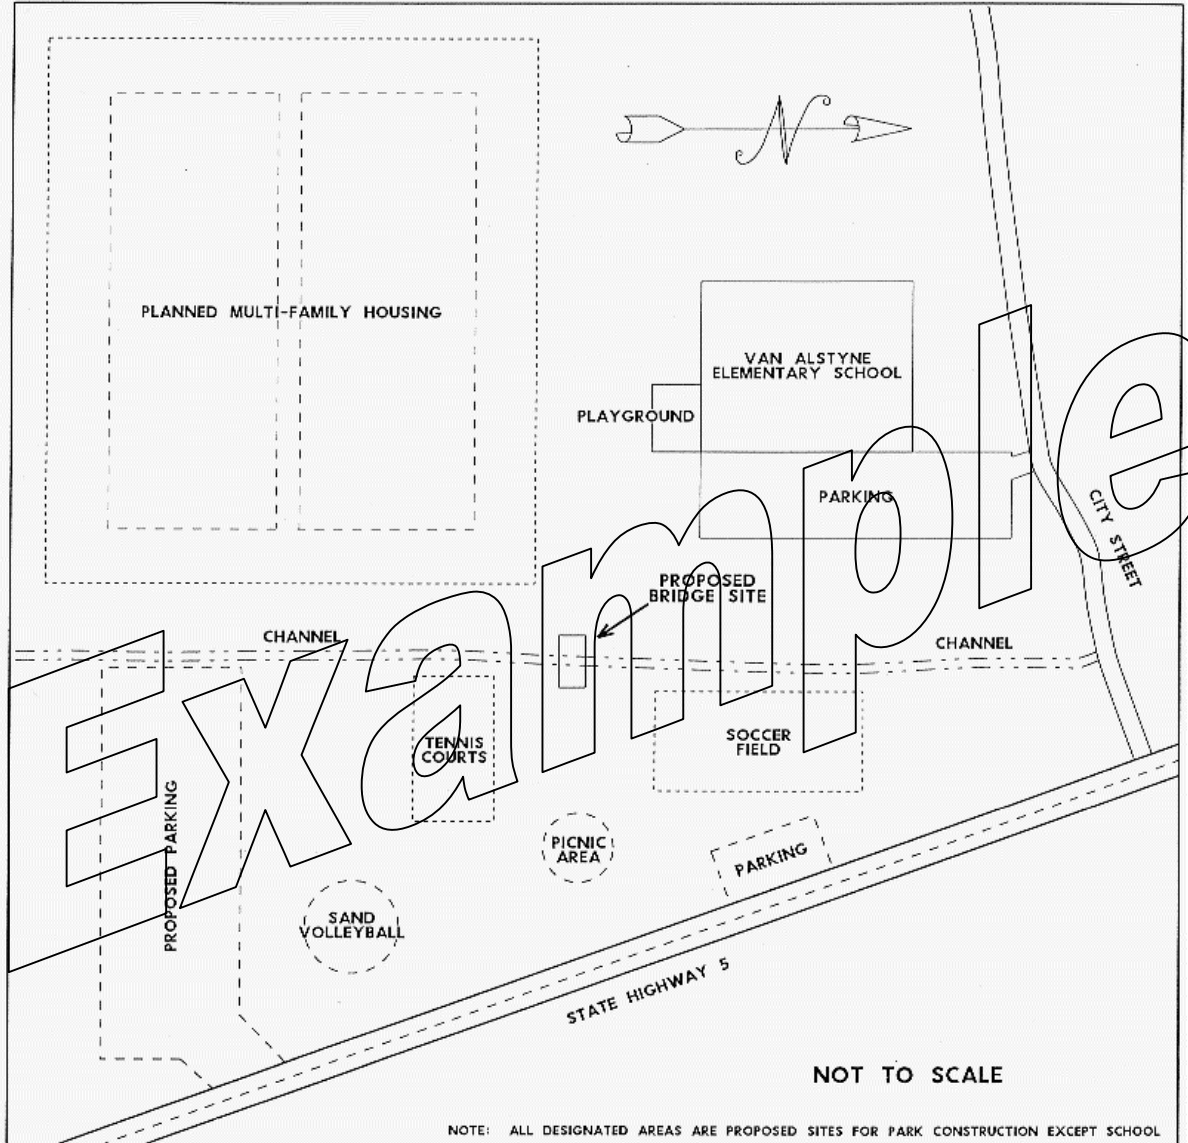 N
PLANNED MULTI-FAMILY HOUSING
VAN ALSTYNE
ELEMENTARY SCHOOL
PLAYGROUND
PARKING
CITY STREET
PROPOSED
BRIDGE SITE
CHANNEL
CHANNEL
Example
TENNIS
COURTS
SOCCER
FIELD
PROPOSED PARKING
PICNIC
AREA
PARKING
SAND
VOLLEYBALL
STATE HIGHWAY 5
NOT TO SCALE
NOTE: ALL DESIGNATED AREAS ARE PROPOSED SITES FOR PARK CONSTRUCTION EXCEPT SCHOOL